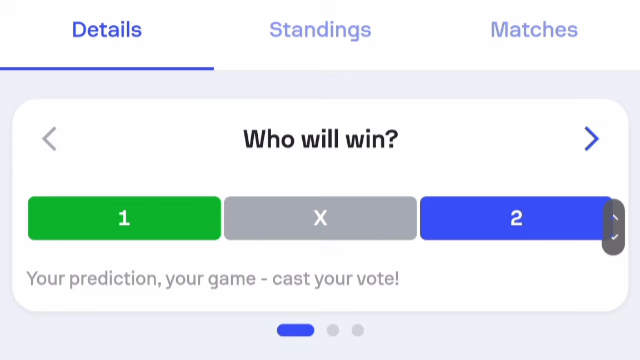 Details Standings Matches
Who will win?
1 X 2
Your prediction, your game - cast your vote!